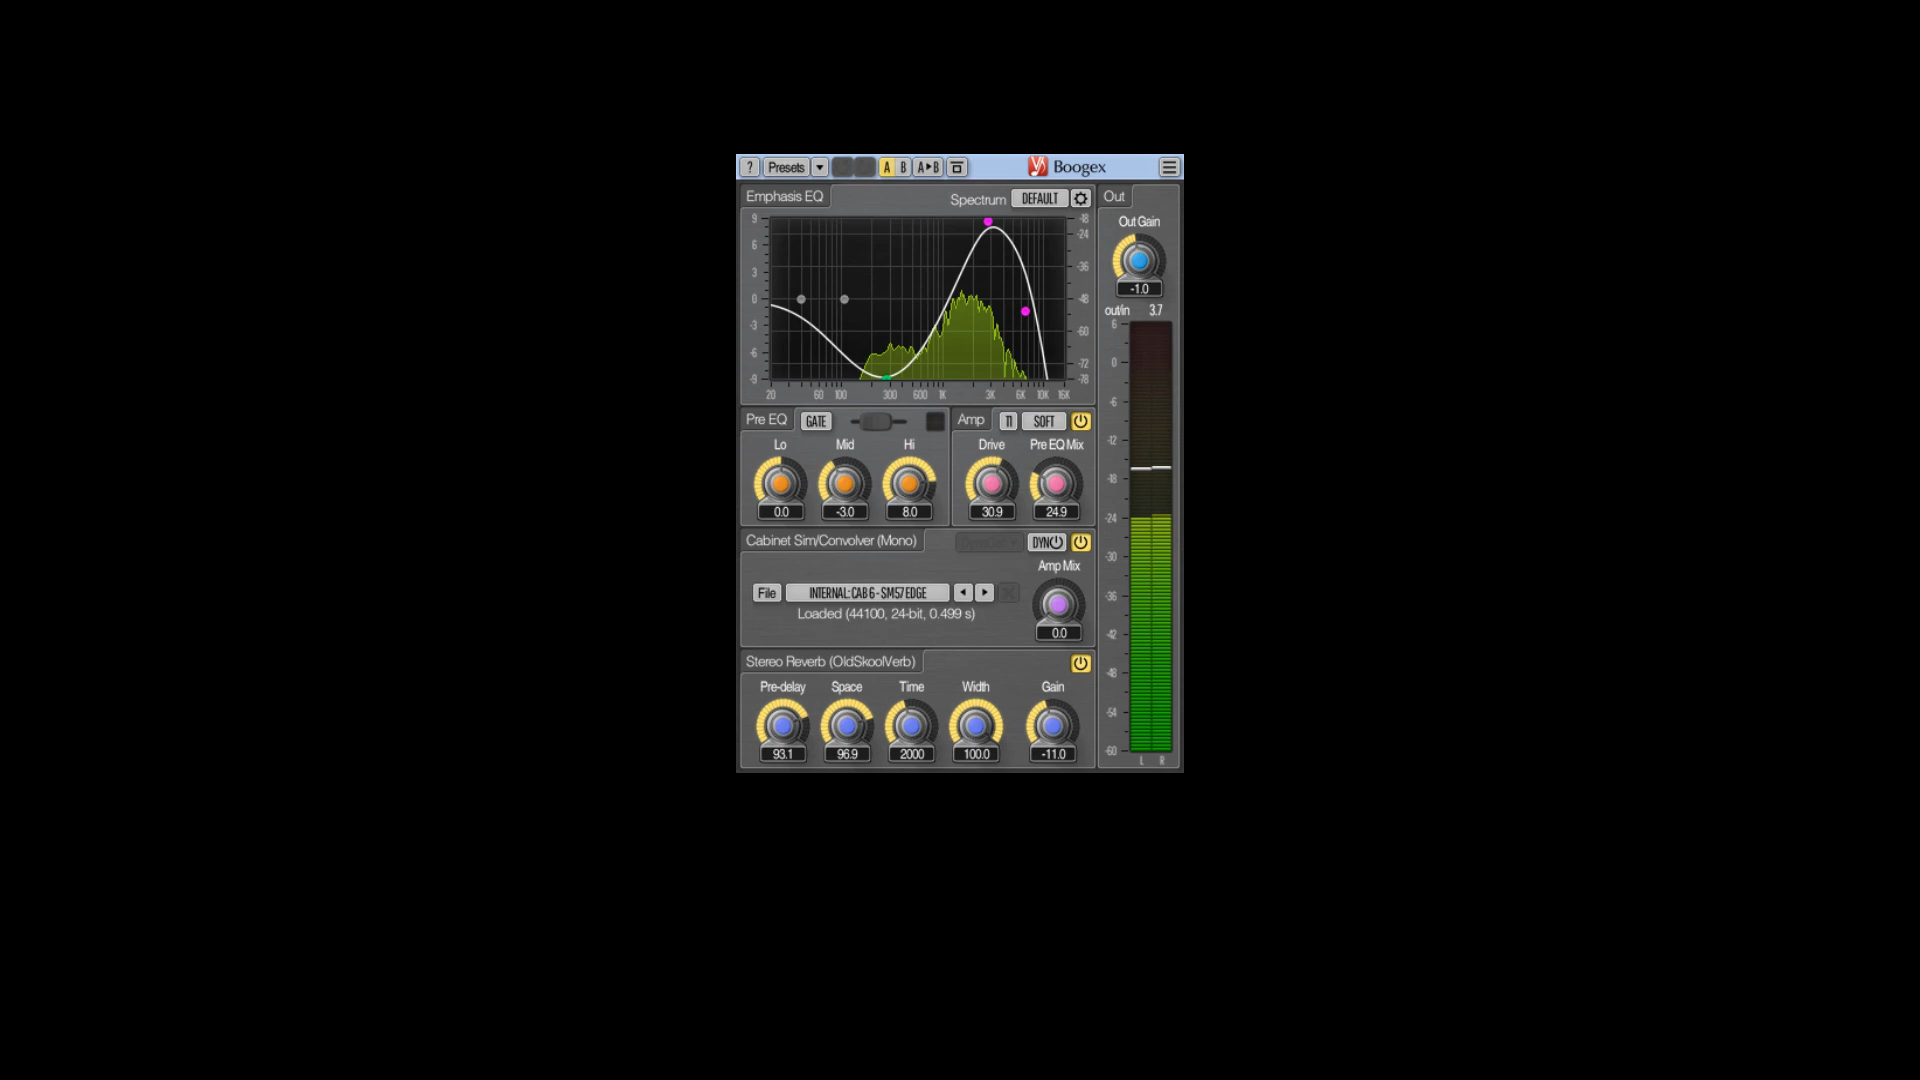 ? Presets A B A▸B Boogex
Emphasis EQ Spectrum DEFAULT Out
9 6 3 0 -3 -6 -9
-18 -24 -36 -48 -60 -72 -78
20 60 100 300 600 1K 3K 6K 10K 16K
Out Gain
-1.0
out/in 3.7
6 0 -6 -12 -18 -24 -30 -36 -42 -48 -54 -60
L R
Pre EQ GATE
Lo Mid Hi
0.0 -3.0 8.0
Amp SOFT
Drive Pre EQ Mix
30.9 24.9
Cabinet Sim/Convolver (Mono) DYN
Amp Mix
File INTERNAL: CAB 6 - SM57 EDGE
Loaded (44100, 24-bit, 0.499 s)
0.0
Stereo Reverb (OldSkoolVerb)
Pre-delay Space Time Width Gain
93.1 96.9 2000 100.0 -11.0